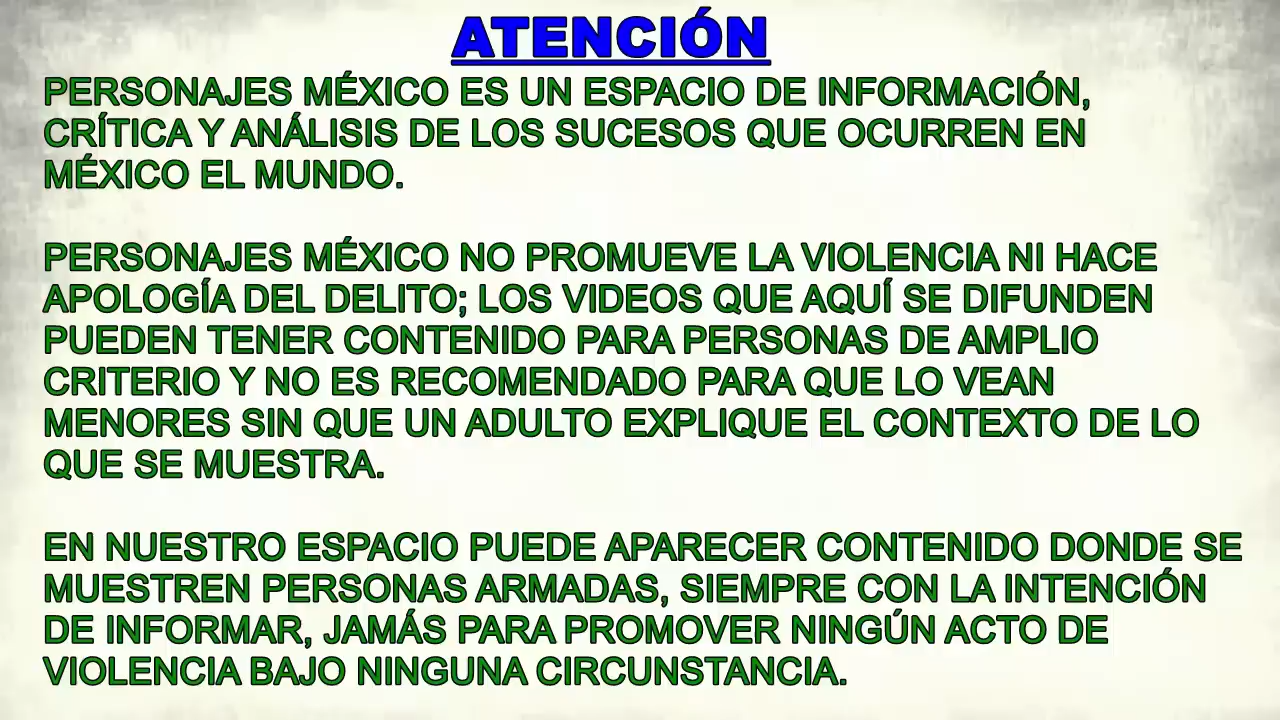 ATENCIÓN
PERSONAJES MÉXICO ES UN ESPACIO DE INFORMACIÓN,
CRÍTICA Y ANÁLISIS DE LOS SUCESOS QUE OCURREN EN
MÉXICO EL MUNDO.
PERSONAJES MÉXICO NO PROMUEVE LA VIOLENCIA NI HACE
APOLOGÍA DEL DELITO; LOS VIDEOS QUE AQUÍ SE DIFUNDEN
PUEDEN TENER CONTENIDO PARA PERSONAS DE AMPLIO
CRITERIO Y NO ES RECOMENDADO PARA QUE LO VEAN
MENORES SIN QUE UN ADULTO EXPLIQUE EL CONTEXTO DE LO
QUE SE MUESTRA.
EN NUESTRO ESPACIO PUEDE APARECER CONTENIDO DONDE SE
MUESTREN PERSONAS ARMADAS, SIEMPRE CON LA INTENCIÓN
DE INFORMAR, JAMÁS PARA PROMOVER NINGÚN ACTO DE
VIOLENCIA BAJO NINGUNA CIRCUNSTANCIA.